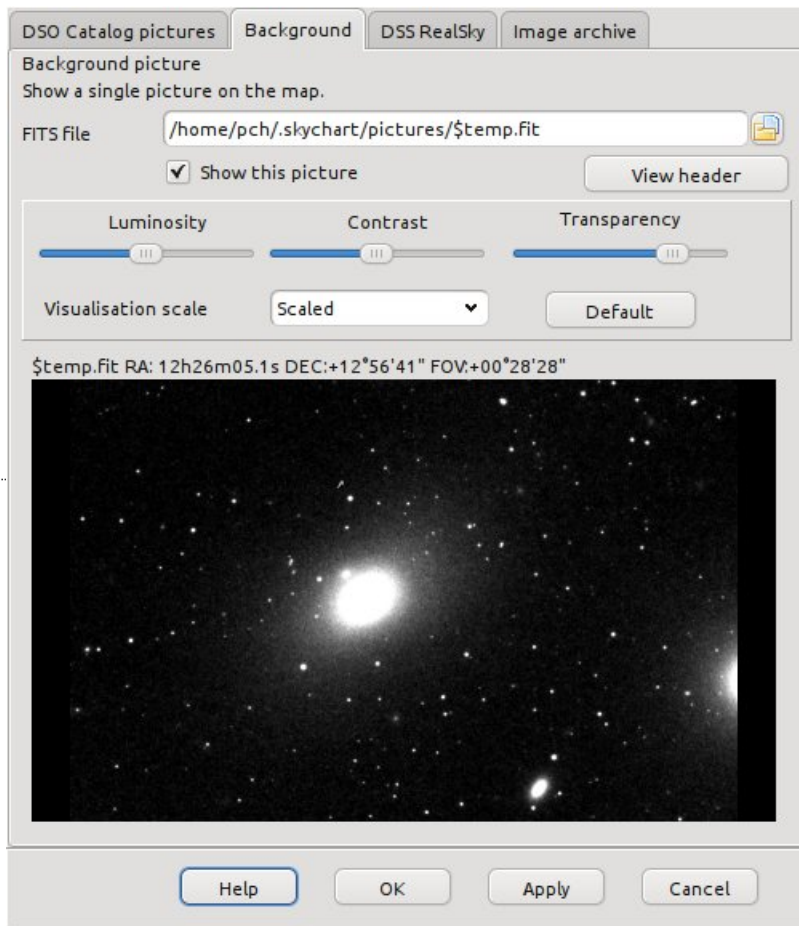 DSO Catalog pictures Background DSS RealSky Image archive
Background picture
Show a single picture on the map.
FITS file /home/pch/.skychart/pictures/$temp.fit
Show this picture View header
Luminosity Contrast Transparency
Visualisation scale Scaled Default
$temp.fit RA: 12h26m05.1s DEC:+12°56'41" FOV:+00°28'28"
Help OK Apply Cancel